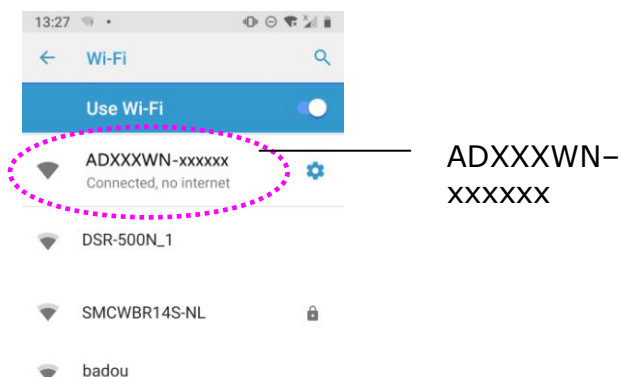 13:27
Wi-Fi
Use Wi-Fi
ADXXXWN-xxxxxx
Connected, no internet
ADXXXWN–
xxxxxx
DSR-500N_1
SMCWBR14S-NL
badou